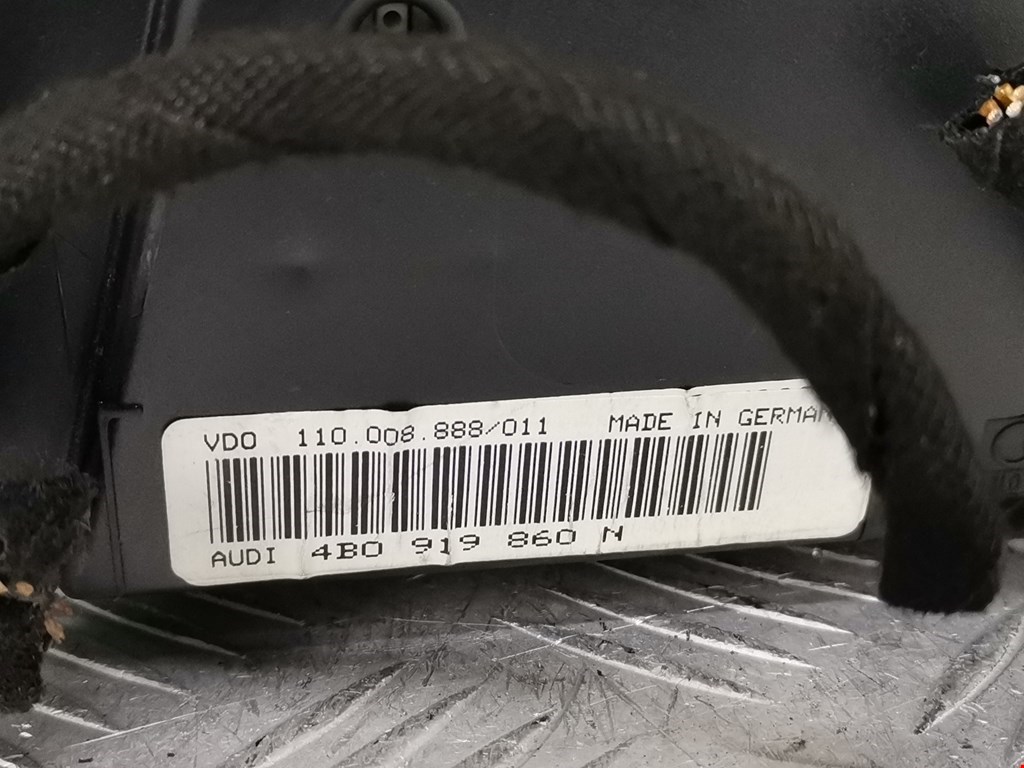 VDO 110.008.888/011 MADE IN GERMAN
AUDI 4B0 919 860 N